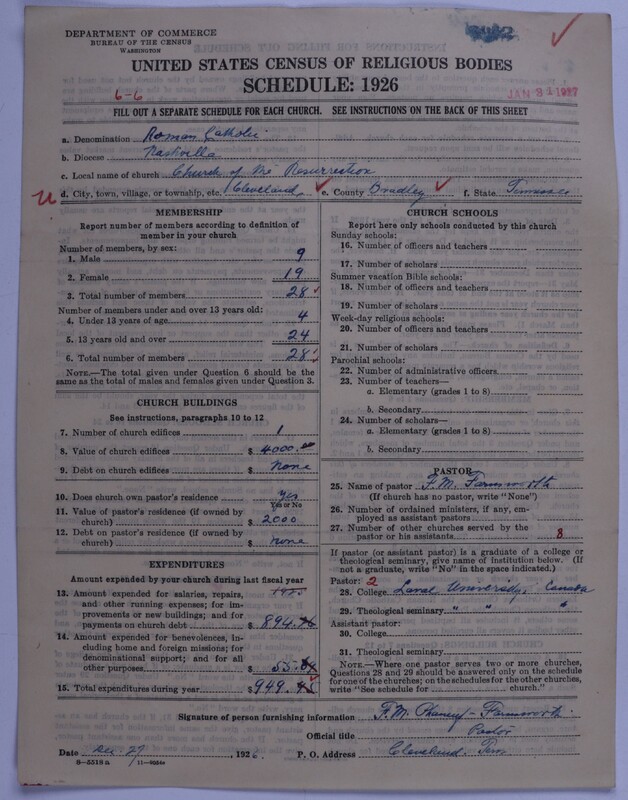 DEPARTMENT OF COMMERCE
BUREAU OF THE CENSUS
WASHINGTON
UNITED STATES CENSUS OF RELIGIOUS BODIES
SCHEDULE: 1926
6-6
JAN 31 1927
FILL OUT A SEPARATE SCHEDULE FOR EACH CHURCH. SEE INSTRUCTIONS ON THE BACK OF THIS SHEET
a. Denomination Roman Catholic
b. Diocese Nashville
c. Local name of church Church of the Resurrection
d. City, town, village, or township, etc. Cleveland e. County Bradley f. State Tennessee
MEMBERSHIP
Report number of members according to definition of
member in your church
Number of members, by sex:
1. Male 9
2. Female 19
3. Total number of members 28
Number of members under and over 13 years old:
4. Under 13 years of age 4
5. 13 years old and over 24
6. Total number of members 28
NOTE.—The total given under Question 6 should be
same as the total of males and females given under Question 3.
CHURCH BUILDINGS
See instructions, paragraphs 10 to 12
7. Number of church edifices 1
8. Value of church edifices $ 4000.00
9. Debt on church edifices $ none
10. Does church own pastor's residence yes
Yes or No
11. Value of pastor's residence (if owned by
church) $ 2000
12. Debt on pastor's residence (if owned by
church) $ none
EXPENDITURES
Amount expended by your church during last fiscal year
13. Amount expended for salaries, repairs,
and other running expenses; for im-
provements or new buildings; and for
payments on church debt $ 894.
14. Amount expended for benevolences, in-
cluding home and foreign missions; for
denominational support; and for all
other purposes $ 55.
15. Total expenditures during year $ 949.
CHURCH SCHOOLS
Report here only schools conducted by this church
Sunday schools:
16. Number of officers and teachers
17. Number of scholars
Summer vacation Bible schools:
18. Number of officers and teachers
19. Number of scholars
Week-day religious schools:
20. Number of officers and teachers
21. Number of scholars
Parochial schools:
22. Number of administrative officers
23. Number of teachers—
a. Elementary (grades 1 to 8)
b. Secondary
24. Number of scholars—
a. Elementary (grades 1 to 8)
b. Secondary
PASTOR
25. Name of pastor F. M. Farnsworth
(If church has no pastor, write "None")
26. Number of ordained ministers, if any, em-
ployed as assistant pastors
27. Number of other churches served by the
pastor or his assistants 8
If pastor (or assistant pastor) is a graduate of a college or
theological seminary, give name of institution below. (If
not a graduate, write "No" in the space indicated.)
Pastor: 2
28. College Laval University, Canada
29. Theological seminary " " "
Assistant pastor:
30. College
31. Theological seminary
NOTE.—Where one pastor serves two or more churches,
Questions 28 and 29 should be answered only on the schedule
for one of the churches; on the schedules for the other churches,
write "See schedule for church."
Signature of person furnishing information F. M. Phaneuf-Farnsworth
Official title Pastor
Date Dec. 29, 1926 P. O. Address Cleveland, Tenn
8-5518a 11-9024a